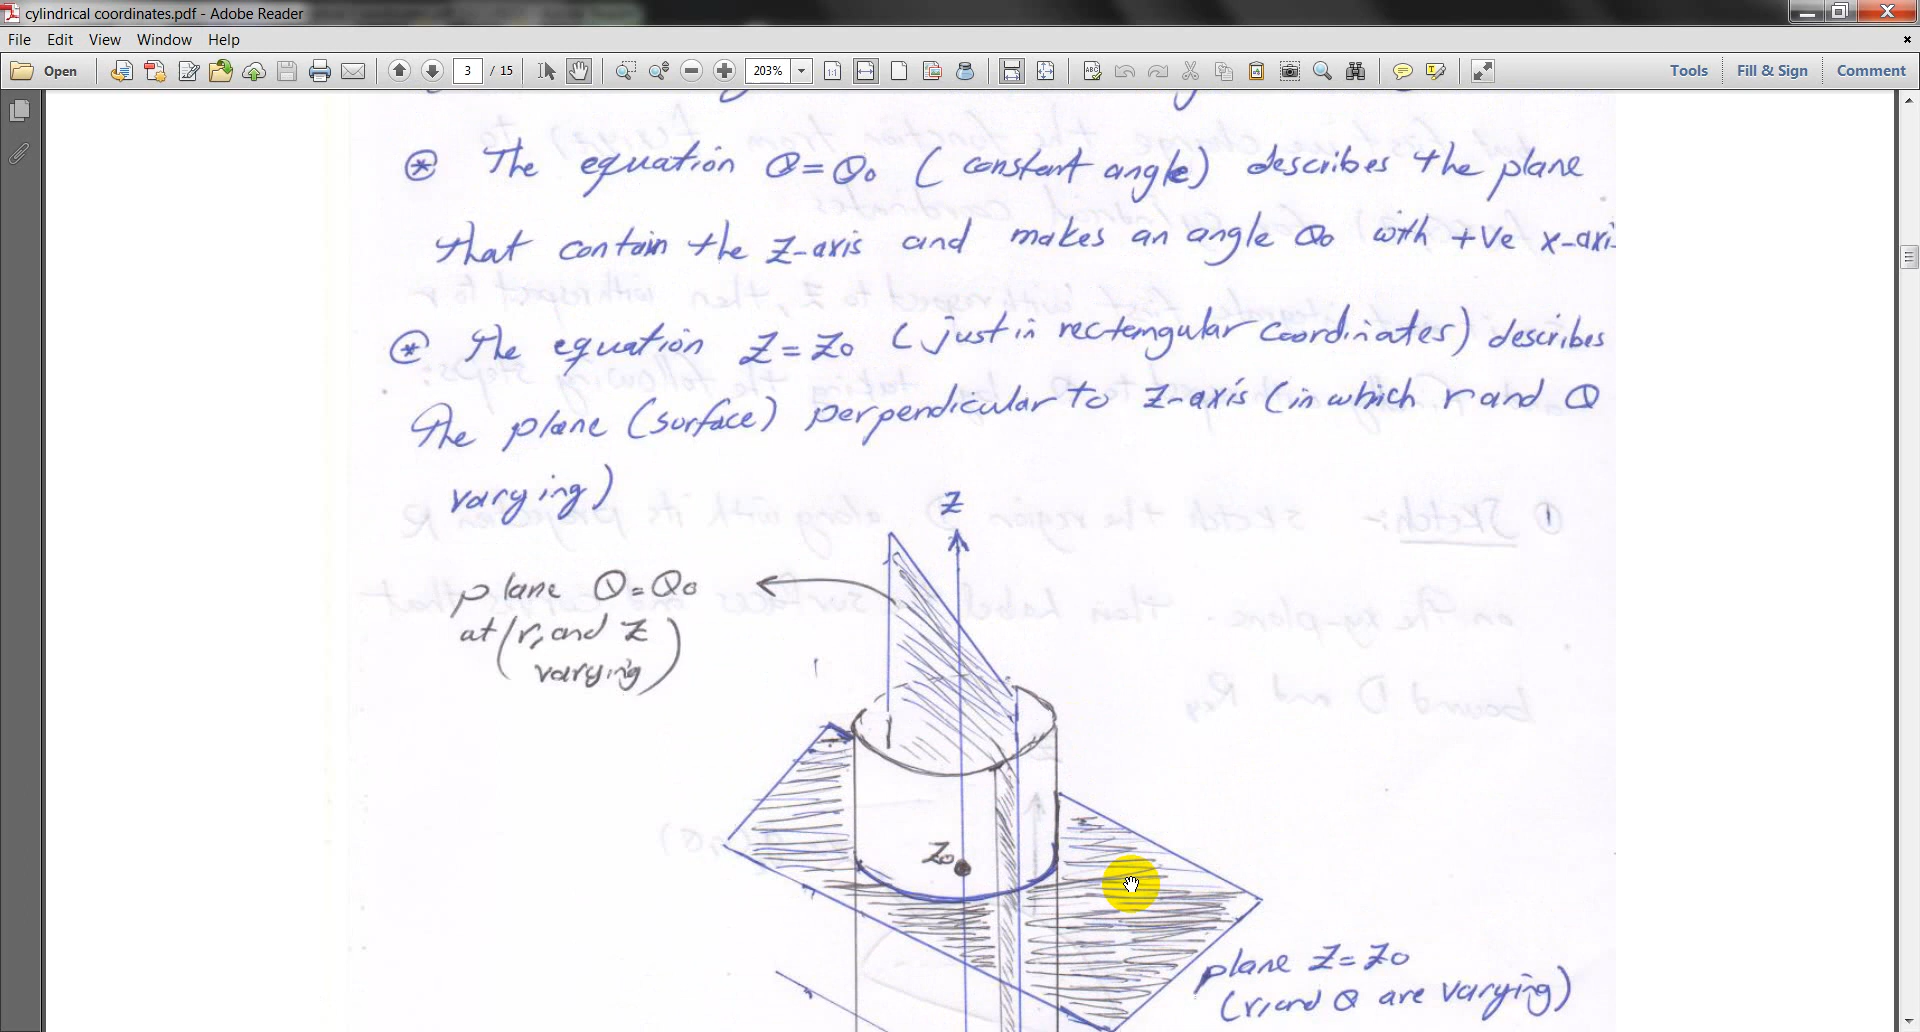 cylindrical coordinates.pdf - Adobe Reader
File Edit View Window Help
Open 3 / 15 203% Tools Fill & Sign Comment
⊛ The equation θ=θ0 ( constant angle) describes the plane
that contain the z-axis and makes an angle θ0 with +Ve x-axi
⊛ The equation Z=Z0 (just in rectemgular coordinates) describes
The plane (surface) perpendicular to Z-axis (in which r and θ
varying)
Z
plane θ=θ0
at (r, and Z
varying)
Z0
plane Z=Z0
(r, and θ are varying)